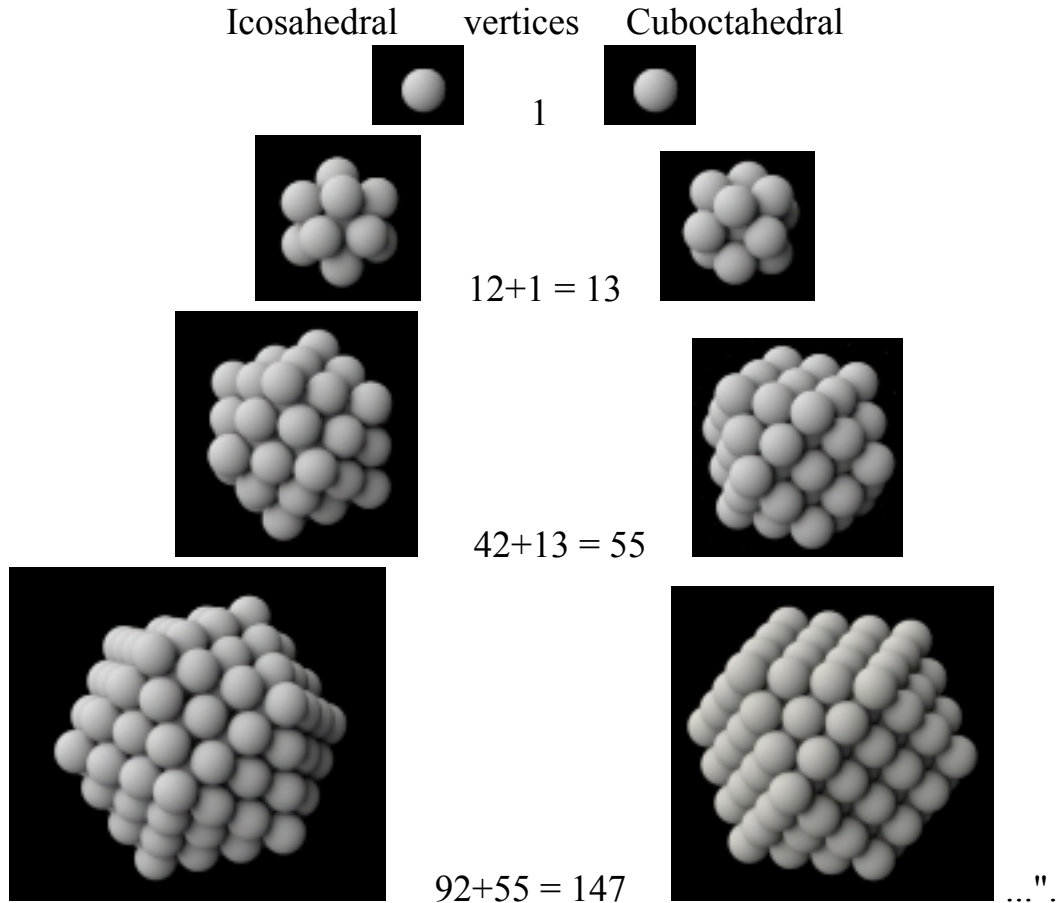 Icosahedral vertices Cuboctahedral
1
12+1 = 13
42+13 = 55
92+55 = 147 ...".